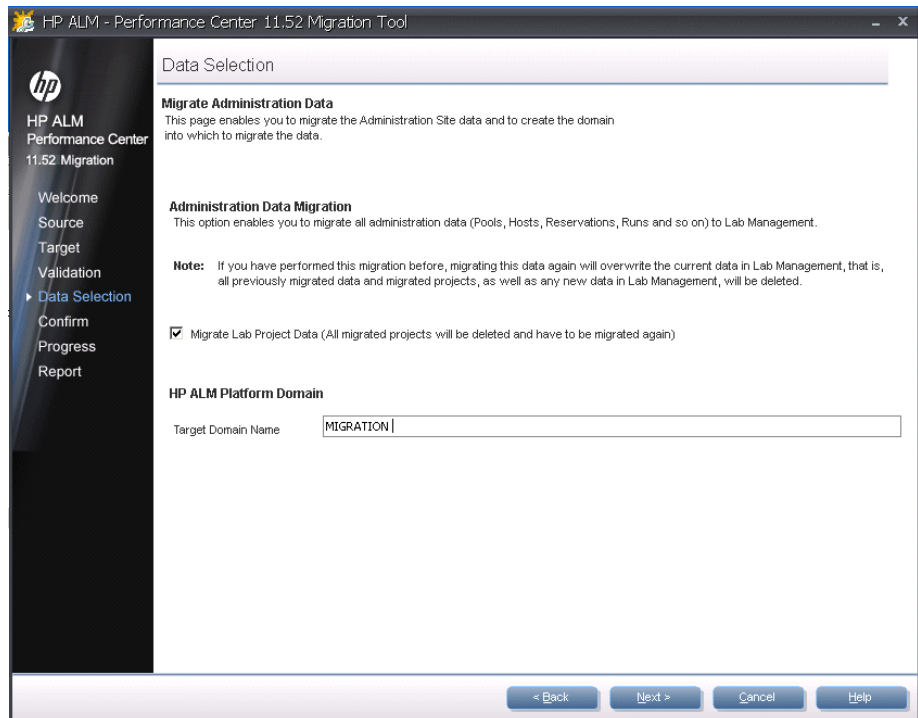 HP ALM - Performance Center 11.52 Migration Tool
hp
HP ALM
Performance Center
11.52 Migration
Welcome
Source
Target
Validation
Data Selection
Confirm
Progress
Report
Data Selection
Migrate Administration Data
This page enables you to migrate the Administration Site data and to create the domain
into which to migrate the data.
Administration Data Migration
This option enables you to migrate all administration data (Pools, Hosts, Reservations, Runs and so on) to Lab Management.
Note: If you have performed this migration before, migrating this data again will overwrite the current data in Lab Management, that is,
all previously migrated data and migrated projects, as well as any new data in Lab Management, will be deleted.
Migrate Lab Project Data (All migrated projects will be deleted and have to be migrated again)
HP ALM Platform Domain
Target Domain Name MIGRATION
< Back Next > Cancel Help